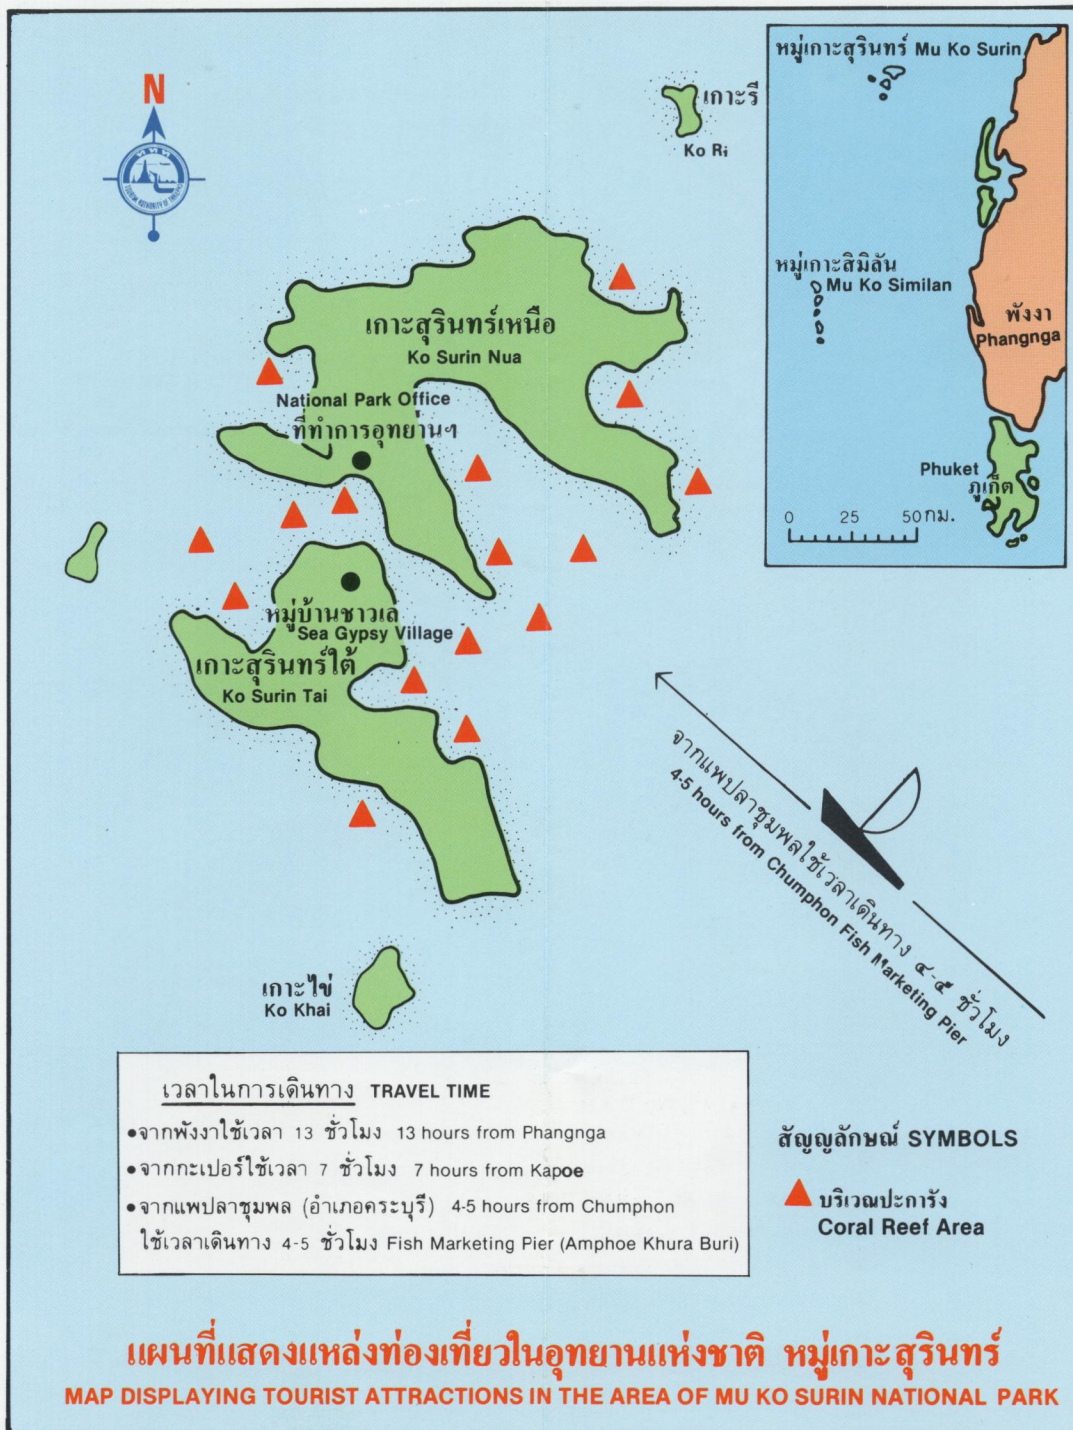 N
ททท
TOURISM AUTHORITY OF THAILAND
เกาะรี
Ko Ri
หมู่เกาะสุรินทร์ Mu Ko Surin
หมู่เกาะสิมิลัน
Mu Ko Similan
พังงา
Phangnga
Phuket
ภูเก็ต
0 25 50 กม.
เกาะสุรินทร์เหนือ
Ko Surin Nua
National Park Office
ที่ทำการอุทยานฯ
หมู่บ้านชาวเล
Sea Gypsy Village
เกาะสุรินทร์ใต้
Ko Surin Tai
จากแพปลาชุมพลใช้เวลาเดินทาง ๔-๕ ชั่วโมง
4-5 hours from Chumphon Fish Marketing Pier
เกาะไข่
Ko Khai
เวลาในการเดินทาง TRAVEL TIME
•จากพังงาใช้เวลา 13 ชั่วโมง 13 hours from Phangnga
•จากกะเปอร์ใช้เวลา 7 ชั่วโมง 7 hours from Kapoe
•จากแพปลาชุมพล (อำเภอคระบุรี) 4-5 hours from Chumphon
ใช้เวลาเดินทาง 4-5 ชั่วโมง Fish Marketing Pier (Amphoe Khura Buri)
สัญญลักษณ์ SYMBOLS
บริเวณปะการัง
Coral Reef Area
แผนที่แสดงแหล่งท่องเที่ยวในอุทยานแห่งชาติ หมู่เกาะสุรินทร์
MAP DISPLAYING TOURIST ATTRACTIONS IN THE AREA OF MU KO SURIN NATIONAL PARK